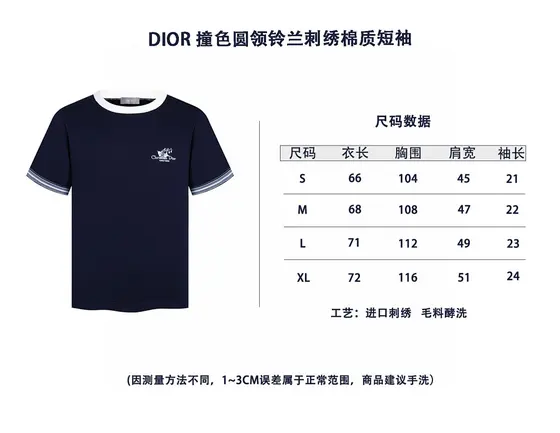 DIOR 撞色圆领铃兰刺绣棉质短袖
Christian Dior
尺码数据
尺码 衣长 胸围 肩宽 袖长
S 66 104 45 21
M 68 108 47 22
L 71 112 49 23
XL 72 116 51 24
工艺：进口刺绣 毛料酵洗
(因测量方法不同，1~3CM误差属于正常范围，商品建议手洗)